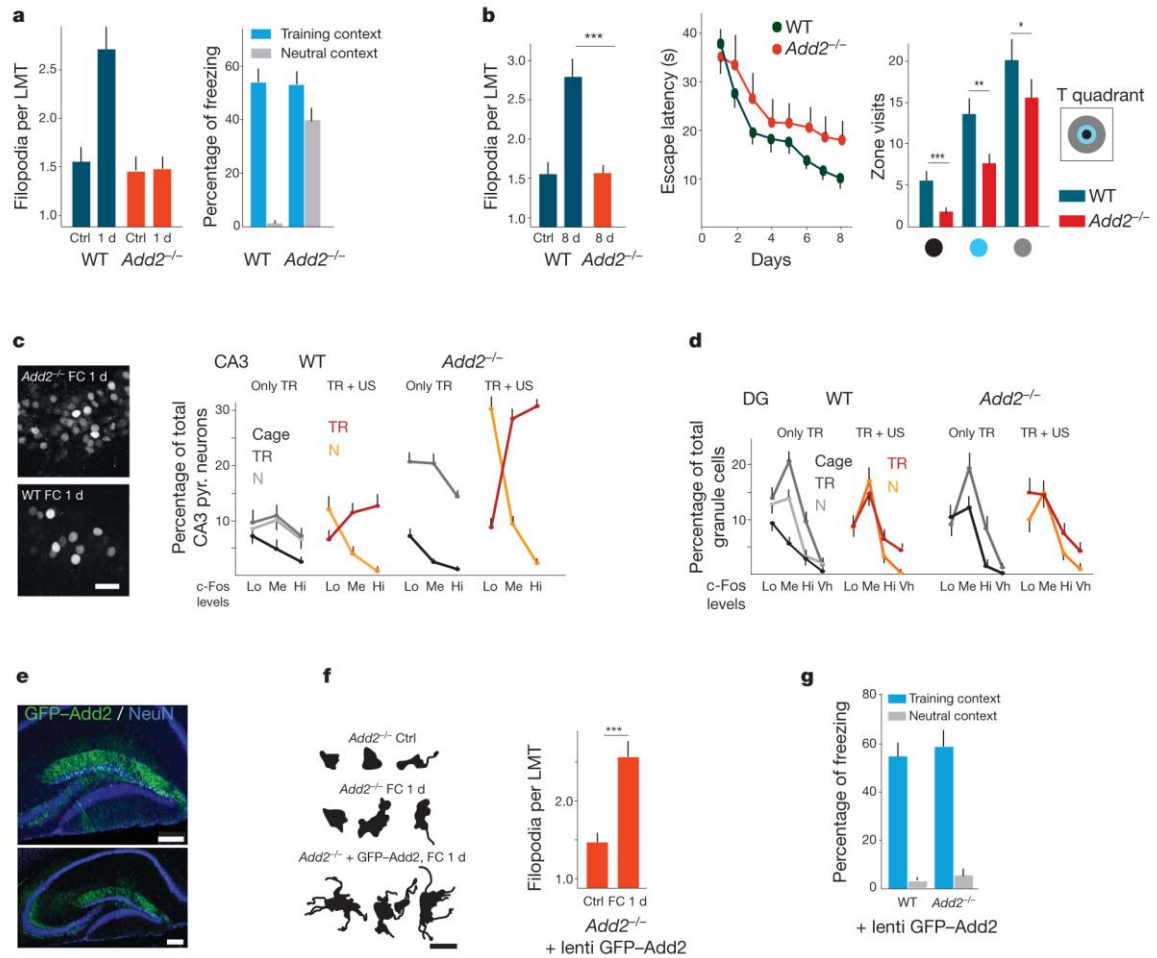 a
Filopodia per LMT
2.5
2.0
1.5
1.0
Ctrl 1 d Ctrl 1 d
WT Add2–/–
Training context
Neutral context
Percentage of freezing
60
40
20
0
WT Add2–/–
b
Filopodia per LMT
3.0
2.5
2.0
1.5
1.0
***
Ctrl 8 d 8 d
WT Add2–/–
WT
Add2–/–
Escape latency (s)
40
30
20
10
0 2 4 6 8
Days
Zone visits
20
15
10
5
0
***
**
*
T quadrant
WT
Add2–/–
c
Add2–/– FC 1 d
WT FC 1 d
CA3 WT Add2–/–
Only TR TR + US Only TR TR + US
Percentage of total
CA3 pyr. neurons
30
20
10
Cage
TR
N
TR
N
c-Fos
levels
Lo Me Hi Lo Me Hi Lo Me Hi Lo Me Hi
d
DG WT Add2–/–
Only TR TR + US Only TR TR + US
Percentage of total
granule cells
20
10
Cage
TR
N
TR
N
c-Fos
levels
Lo Me Hi Vh Lo Me Hi Vh Lo Me Hi Vh Lo Me Hi Vh
e
GFP–Add2 / NeuN
f
Add2–/– Ctrl
Add2–/– FC 1 d
Add2–/– + GFP–Add2, FC 1 d
Filopodia per LMT
2.0
1.0
***
Ctrl FC 1 d
Add2–/–
+ lenti GFP–Add2
g
Training context
Neutral context
Percentage of freezing
80
60
40
20
0
WT Add2–/–
+ lenti GFP–Add2